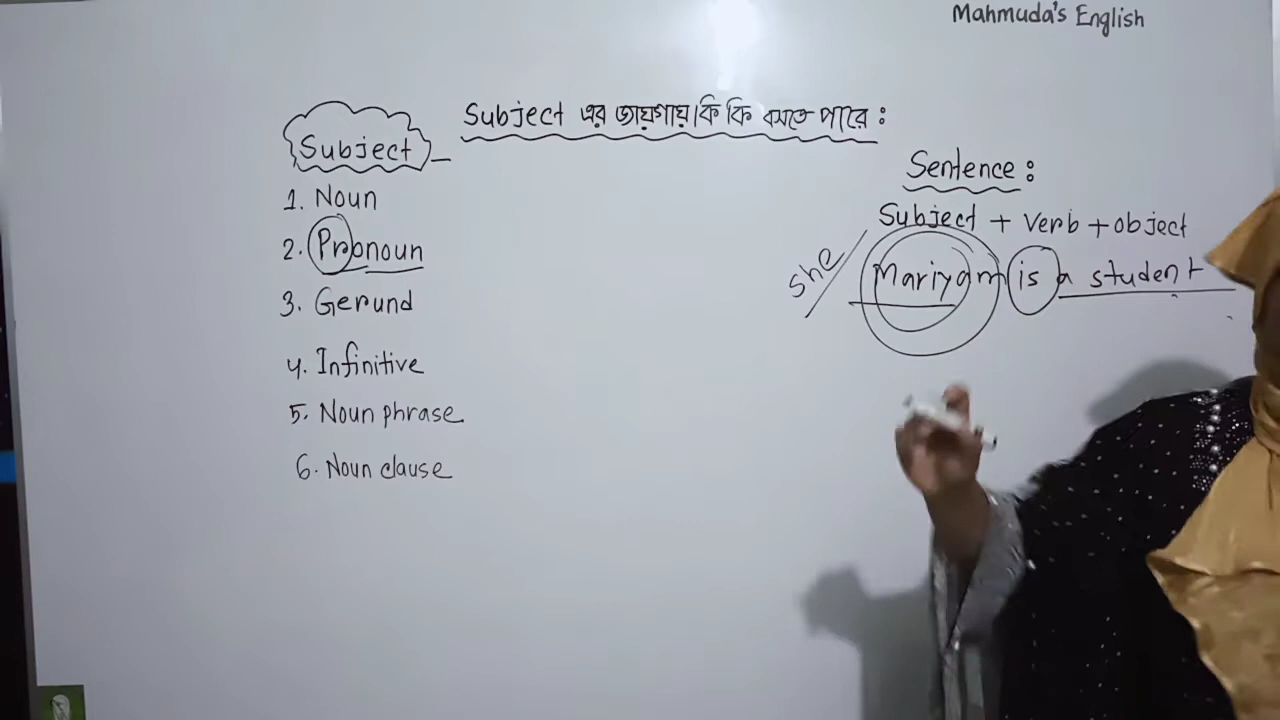 Mahmuda's English
Subject এর জায়গায় কি কি বসতে পারে :
Subject
1. Noun
2. Pronoun
3. Gerund
4. Infinitive
5. Noun phrase
6. Noun clause
Sentence :
Subject + verb + object
She / Mariyam is a student